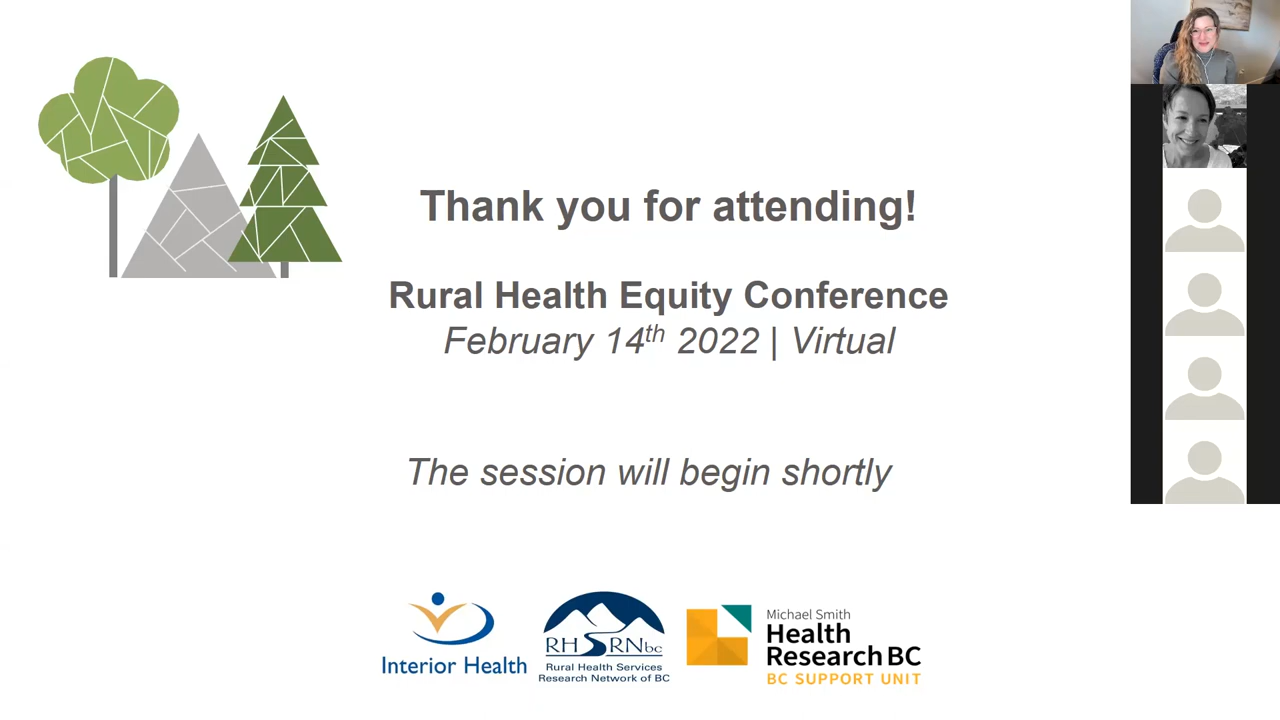 Thank you for attending!
Rural Health Equity Conference
February 14th 2022 | Virtual
The session will begin shortly
Interior Health
RHSRNbc
Rural Health Services
Research Network of BC
Michael Smith
Health
Research BC
BC SUPPORT UNIT